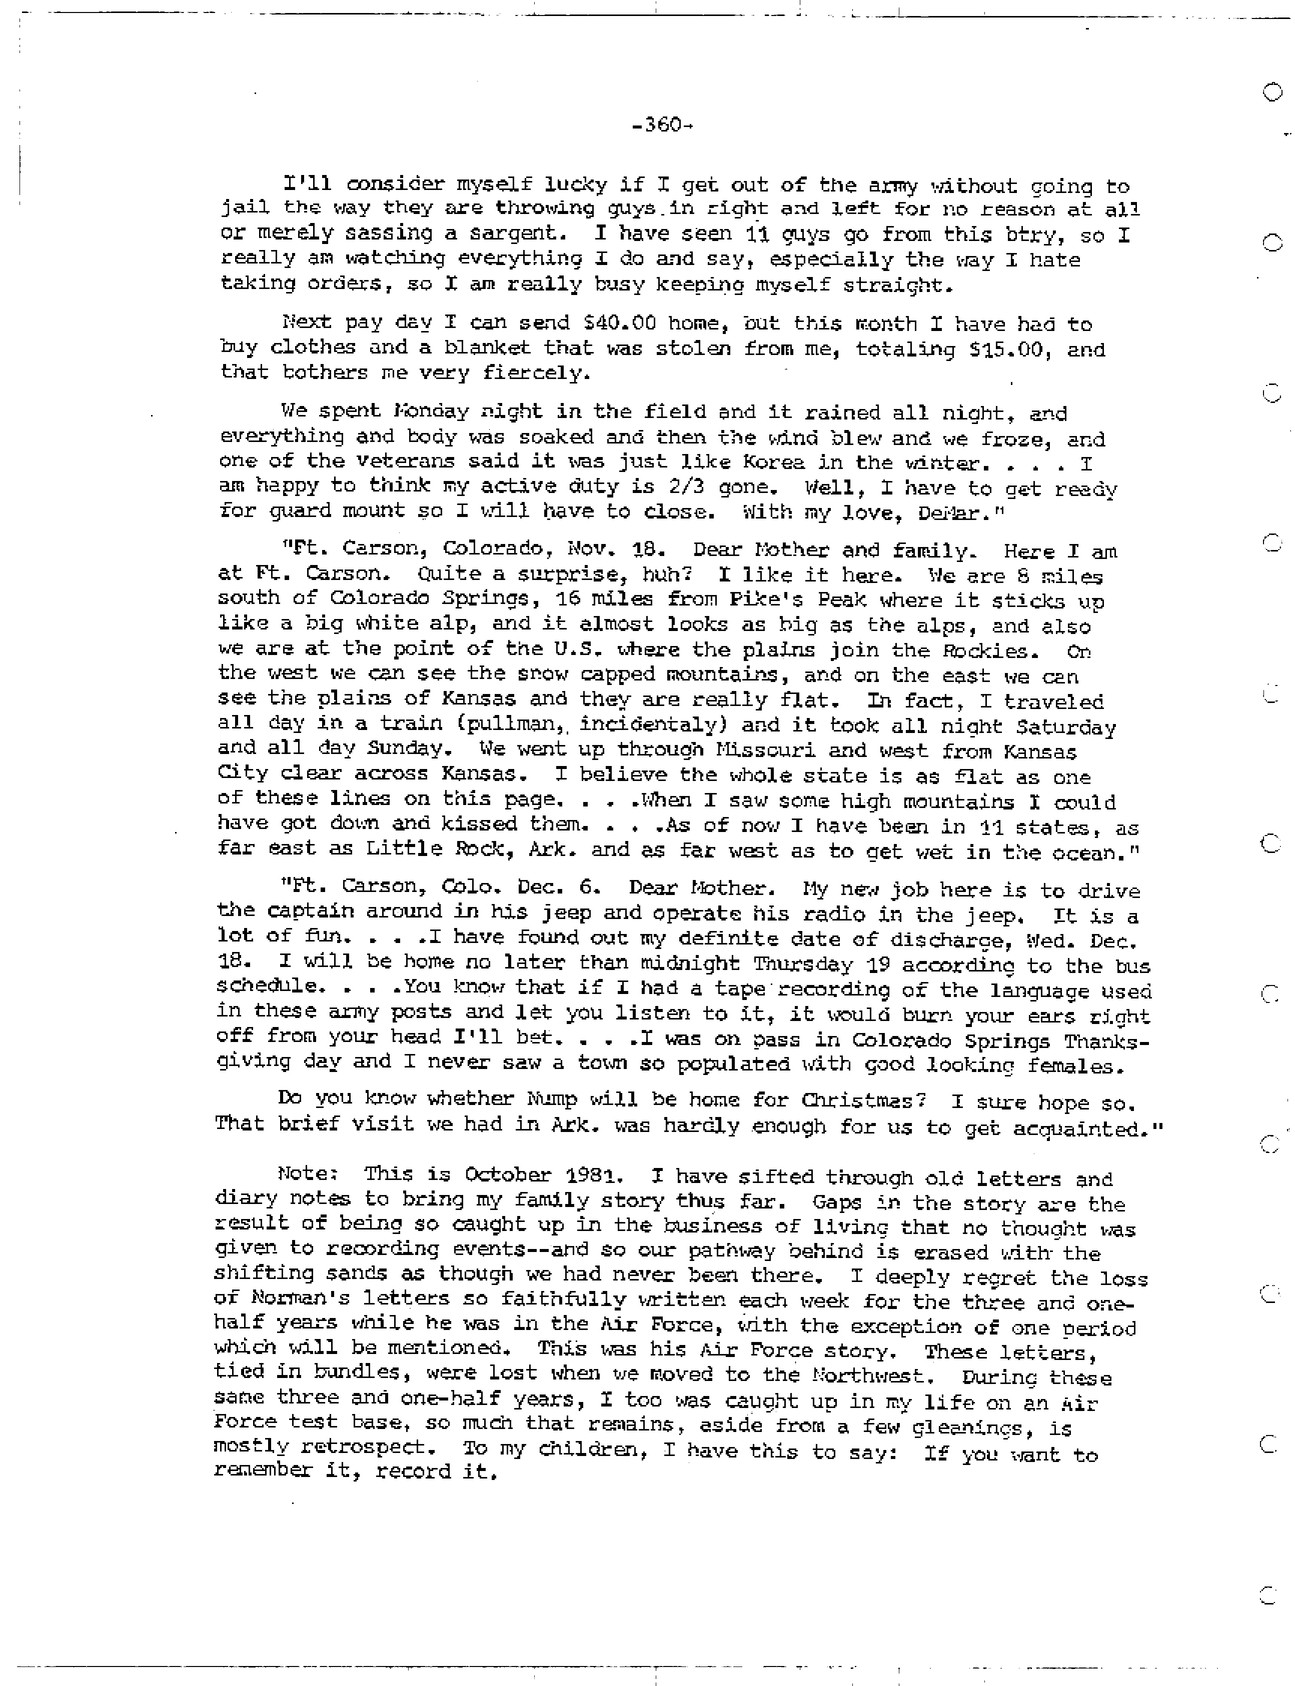 -360-
I'll consider myself lucky if I get out of the army without going to
jail the way they are throwing guys in right and left for no reason at all
or merely sassing a sargent. I have seen 11 guys go from this btry, so I
really am watching everything I do and say, especially the way I hate
taking orders, so I am really busy keeping myself straight.
Next pay day I can send $40.00 home, but this month I have had to
buy clothes and a blanket that was stolen from me, totaling $15.00, and
that bothers me very fiercely.
We spent Monday night in the field and it rained all night, and
everything and body was soaked and then the wind blew and we froze, and
one of the veterans said it was just like Korea in the winter. . . . I
am happy to think my active duty is 2/3 gone. Well, I have to get ready
for guard mount so I will have to close. With my love, DeMar."
"Ft. Carson, Colorado, Nov. 18. Dear Mother and family. Here I am
at Ft. Carson. Quite a surprise, huh? I like it here. We are 8 miles
south of Colorado Springs, 16 miles from Pike's Peak where it sticks up
like a big white alp, and it almost looks as big as the alps, and also
we are at the point of the U.S. where the plains join the Rockies. On
the west we can see the snow capped mountains, and on the east we can
see the plains of Kansas and they are really flat. In fact, I traveled
all day in a train (pullman, incidentaly) and it took all night Saturday
and all day Sunday. We went up through Missouri and west from Kansas
City clear across Kansas. I believe the whole state is as flat as one
of these lines on this page. . . .When I saw some high mountains I could
have got down and kissed them. . . .As of now I have been in 11 states, as
far east as Little Rock, Ark. and as far west as to get wet in the ocean."
"Ft. Carson, Colo. Dec. 6. Dear Mother. My new job here is to drive
the captain around in his jeep and operate his radio in the jeep. It is a
lot of fun. . . .I have found out my definite date of discharge, Wed. Dec.
18. I will be home no later than midnight Thursday 19 according to the bus
schedule. . . .You know that if I had a tape recording of the language used
in these army posts and let you listen to it, it would burn your ears right
off from your head I'll bet. . . .I was on pass in Colorado Springs Thanks-
giving day and I never saw a town so populated with good looking females.
Do you know whether Nump will be home for Christmas? I sure hope so.
That brief visit we had in Ark. was hardly enough for us to get acquainted."
Note: This is October 1981. I have sifted through old letters and
diary notes to bring my family story thus far. Gaps in the story are the
result of being so caught up in the business of living that no thought was
given to recording events--and so our pathway behind is erased with the
shifting sands as though we had never been there. I deeply regret the loss
of Norman's letters so faithfully written each week for the three and one-
half years while he was in the Air Force, with the exception of one period
which will be mentioned. This was his Air Force story. These letters,
tied in bundles, were lost when we moved to the Northwest. During these
same three and one-half years, I too was caught up in my life on an Air
Force test base, so much that remains, aside from a few gleanings, is
mostly retrospect. To my children, I have this to say: If you want to
remember it, record it.